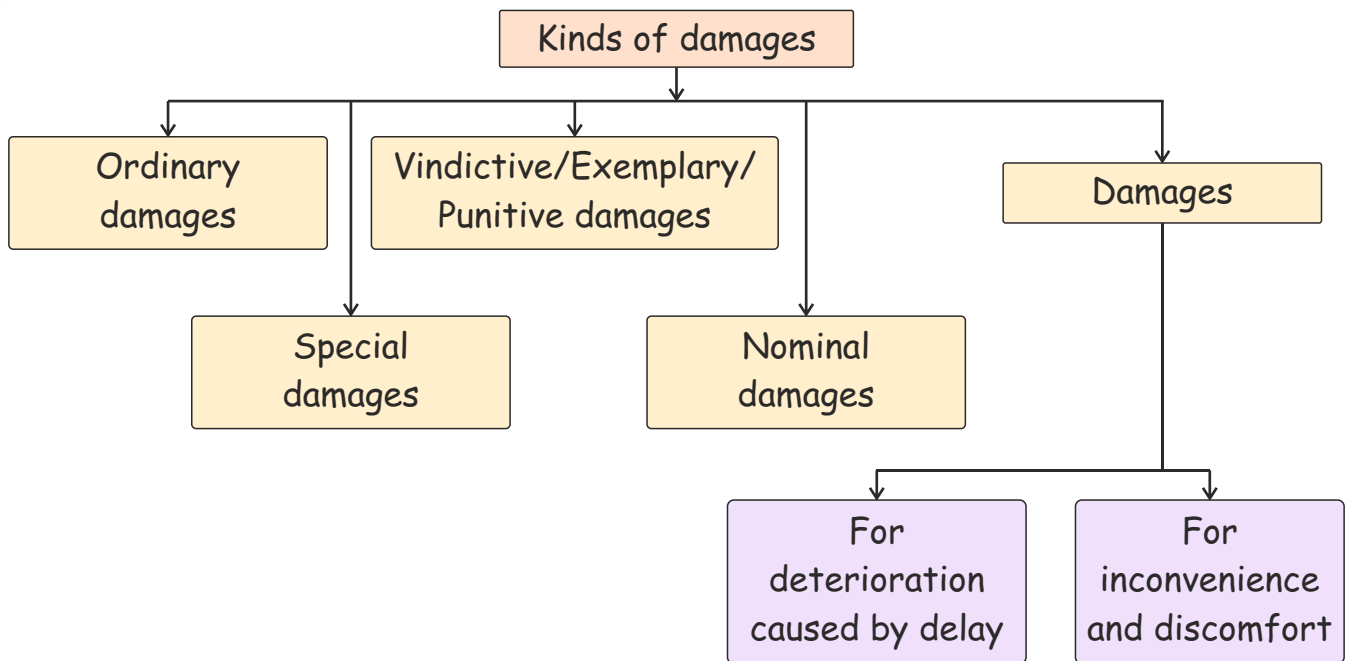 Kinds of damages
Ordinary
damages
Vindictive/Exemplary/
Punitive damages
Damages
Special
damages
Nominal
damages
For
deterioration
caused by delay
For
inconvenience
and discomfort